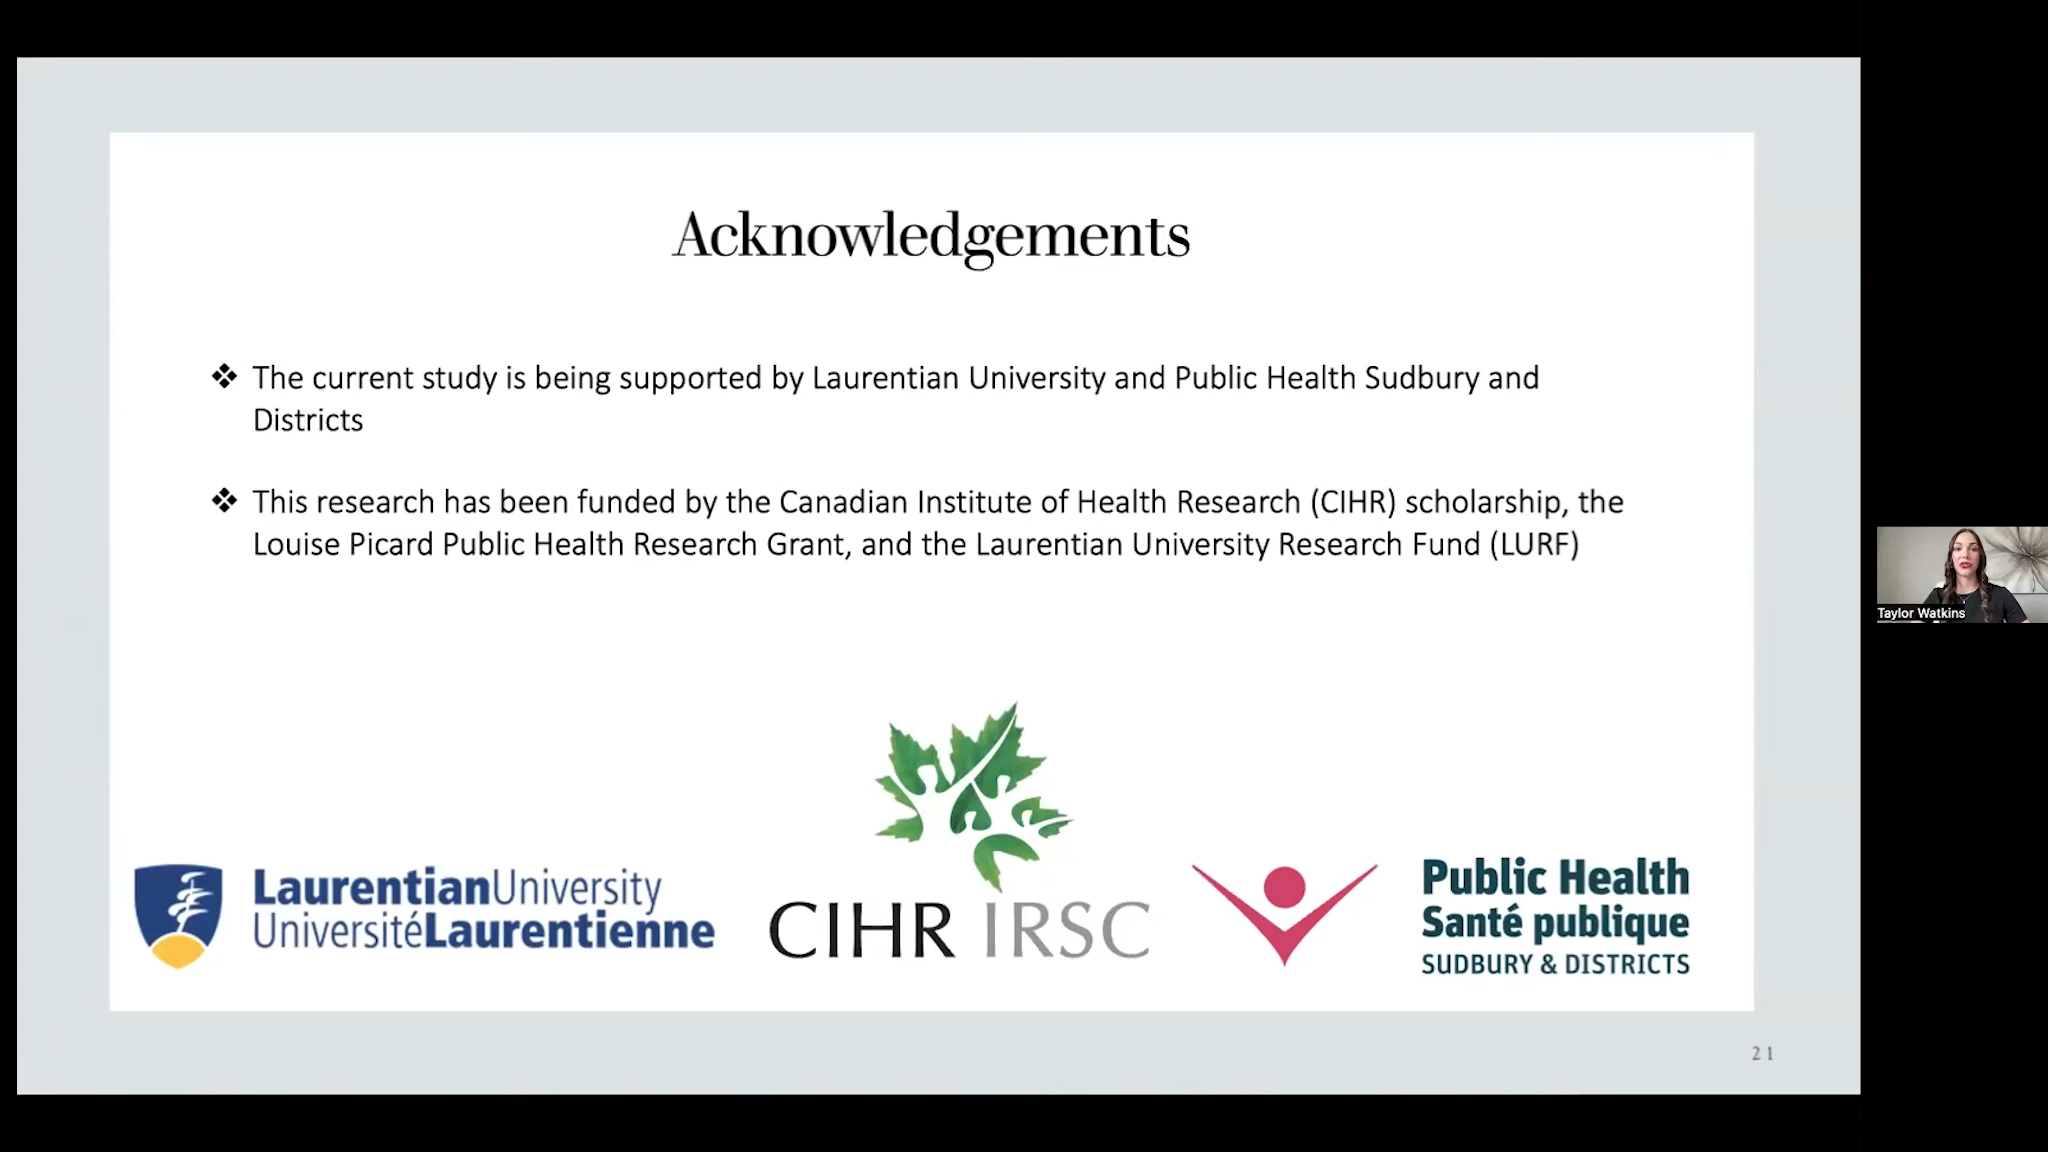 Acknowledgements
❖ The current study is being supported by Laurentian University and Public Health Sudbury and
Districts
❖ This research has been funded by the Canadian Institute of Health Research (CIHR) scholarship, the
Louise Picard Public Health Research Grant, and the Laurentian University Research Fund (LURF)
LaurentianUniversity
UniversitéLaurentienne
CIHR IRSC
Public Health
Santé publique
SUDBURY & DISTRICTS
21
Taylor Watkins